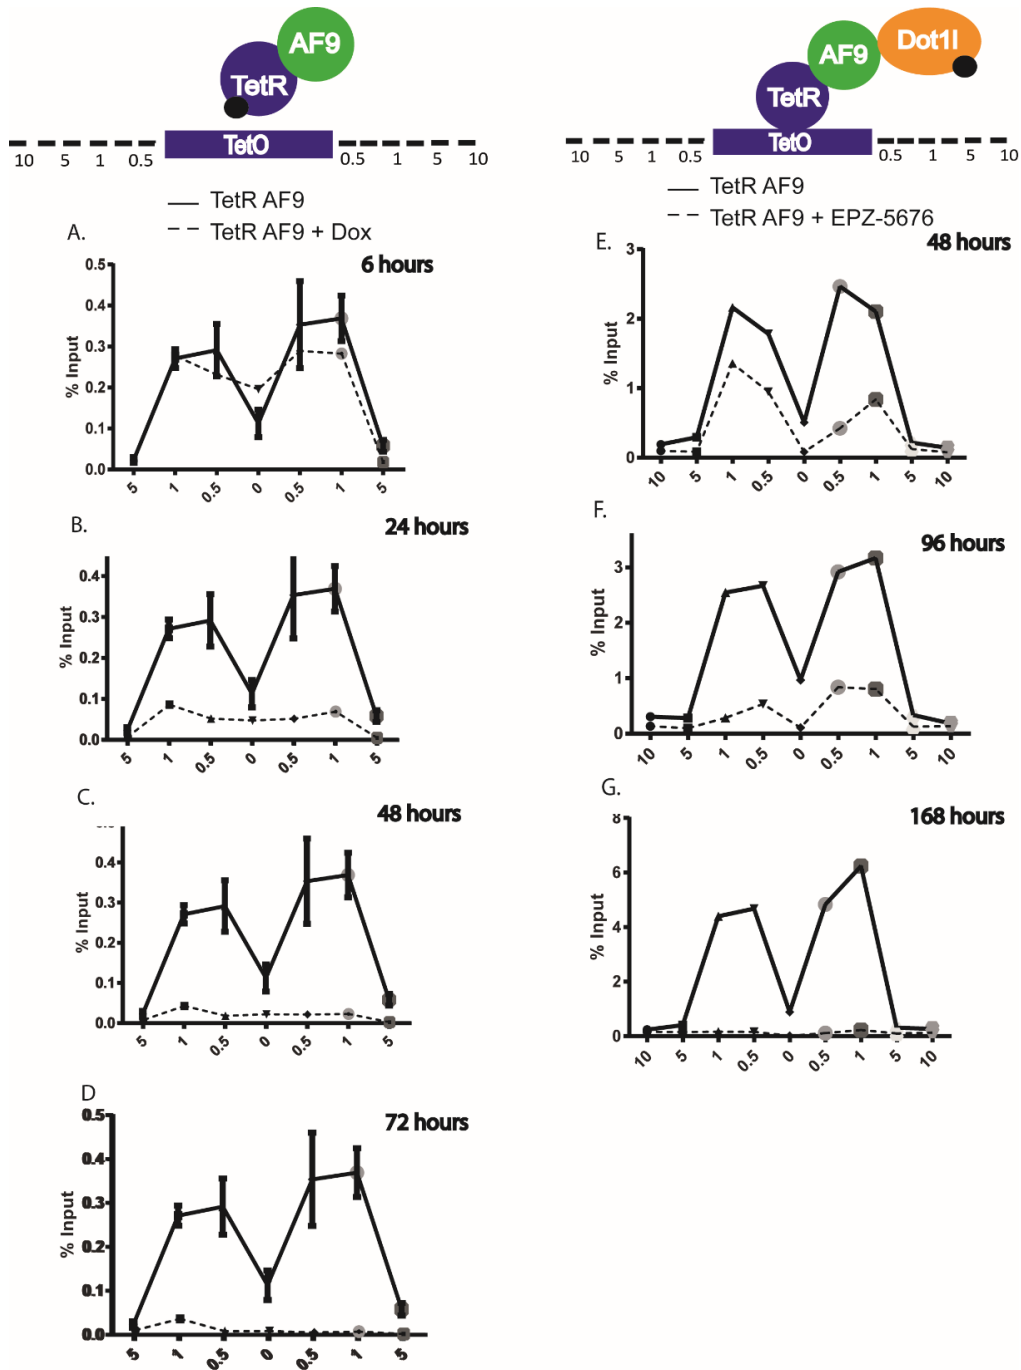 AF9
TetR
TetO
10 5 1 0.5 0.5 1 5 10
TetR AF9
TetR AF9 + Dox
A.
6 hours
% Input
0.5
0.4
0.3
0.2
0.1
0.0
5 1 0.5 0 0.5 1 5
B.
24 hours
% Input
0.4
0.3
0.2
0.1
0.0
5 1 0.5 0 0.5 1 5
C.
48 hours
% Input
0.4
0.3
0.2
0.1
0.0
5 1 0.5 0 0.5 1 5
D
72 hours
% Input
0.5
0.4
0.3
0.2
0.1
0.0
5 1 0.5 0 0.5 1 5
AF9
Dot1l
TetR
TetO
10 5 1 0.5 0.5 1 5 10
TetR AF9
TetR AF9 + EPZ-5676
E.
48 hours
% Input
3
2
1
0
10 5 1 0.5 0 0.5 1 5 10
F.
96 hours
% Input
3
2
1
0
10 5 1 0.5 0 0.5 1 5 10
G.
168 hours
% Input
8
6
4
2
0
10 5 1 0.5 0 0.5 1 5 10